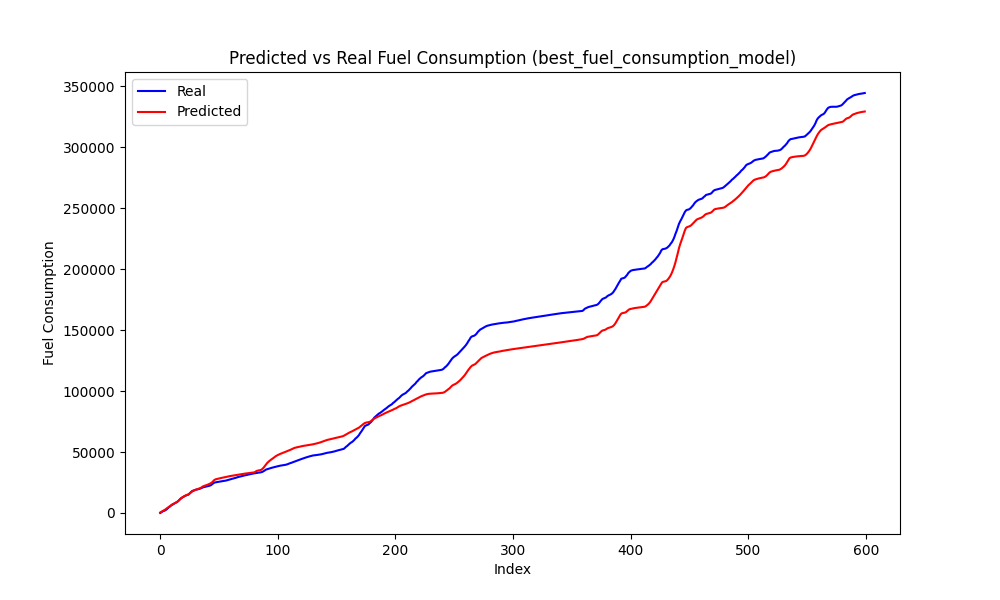 Predicted vs Real Fuel Consumption (best_fuel_consumption_model)
Real
Predicted
350000
300000
250000
200000
150000
100000
50000
0
Fuel Consumption
0 100 200 300 400 500 600
Index